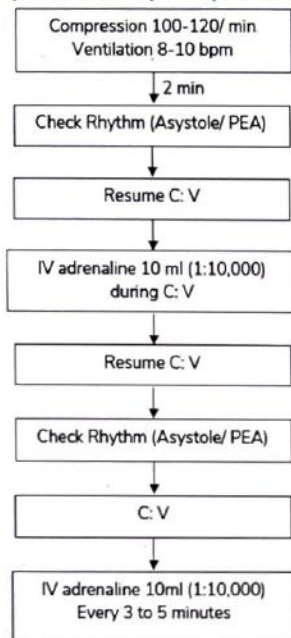 Compression 100-120/ min
Ventilation 8-10 bpm
2 min
Check Rhythm (Asystole/ PEA)
Resume C: V
IV adrenaline 10 ml (1:10,000)
during C: V
Resume C: V
Check Rhythm (Asystole/ PEA)
C: V
IV adrenaline 10ml (1:10,000)
Every 3 to 5 minutes